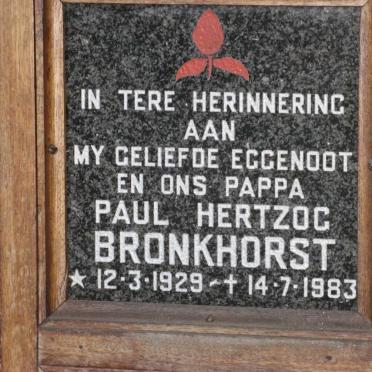 IN TERE HERINNERING
AAN
MY GELIEFDE EGGENOOT
EN ONS PAPPA
PAUL HERTZOG
BRONKHORST
★ 12·3·1929 ~ † 14·7·1983